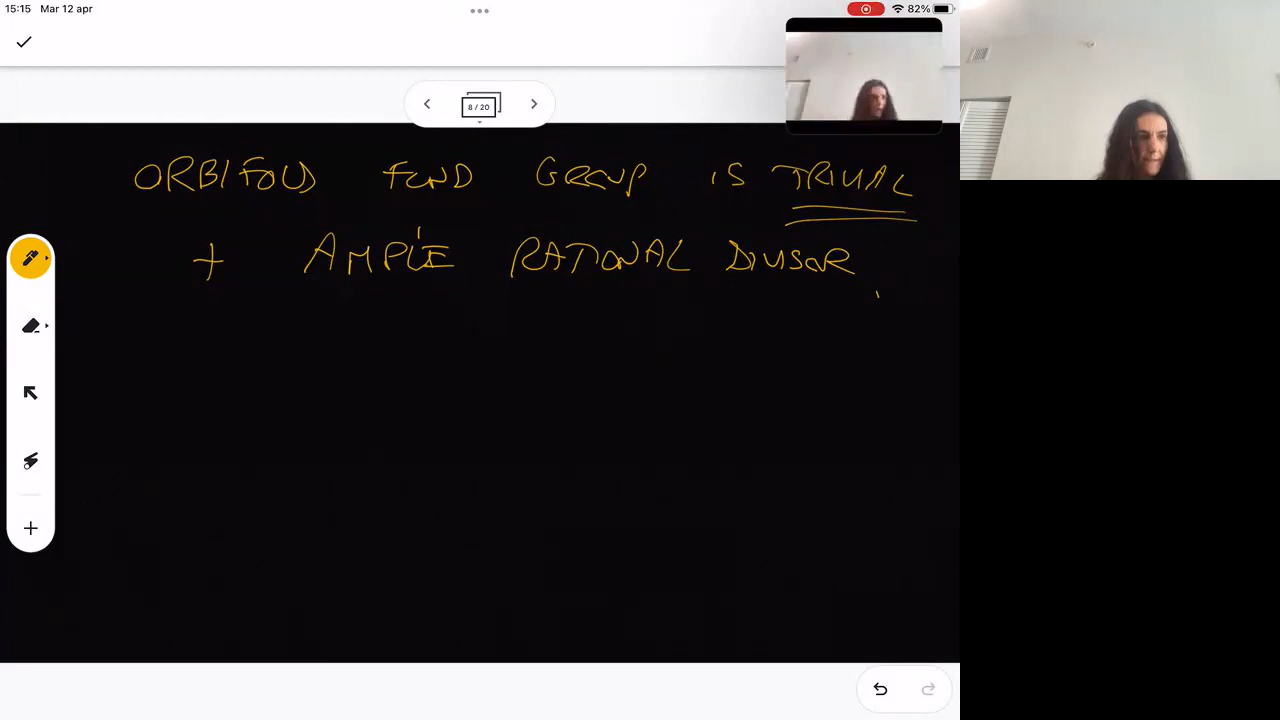 15:15 Mar 12 apr
82%
8 / 20
ORBIFOLD FUND GROUP IS TRIVIAL
+ AMPLE RATIONAL DIVISOR